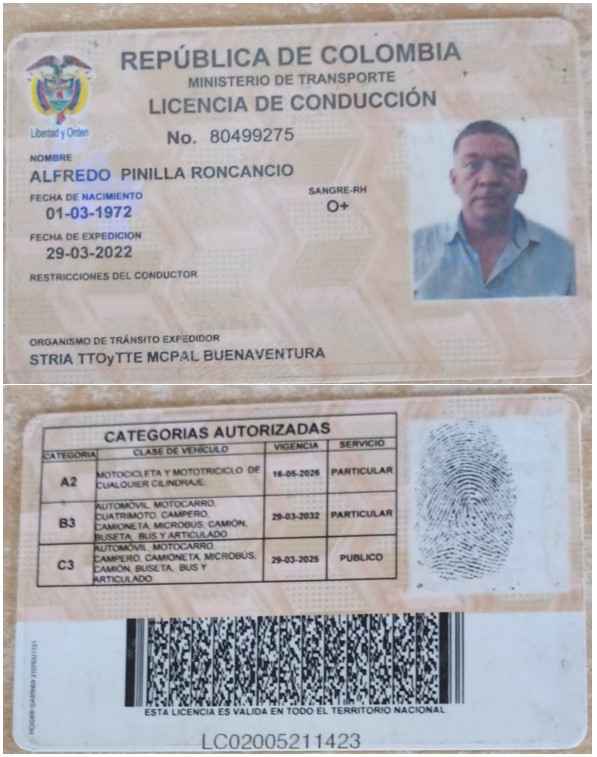 REPÚBLICA DE COLOMBIA
MINISTERIO DE TRANSPORTE
LICENCIA DE CONDUCCIÓN
Libertad y Orden
No. 80499275
NOMBRE
ALFREDO PINILLA RONCANCIO
FECHA DE NACIMIENTO
01-03-1972
SANGRE-RH
O+
FECHA DE EXPEDICION
29-03-2022
RESTRICCIONES DEL CONDUCTOR
ORGANISMO DE TRÁNSITO EXPEDIDOR
STRIA TTOyTTE MCPAL BUENAVENTURA
CATEGORIAS AUTORIZADAS
CATEGORIA CLASE DE VEHÍCULO VIGENCIA SERVICIO
A2 MOTOCICLETA Y MOTOTRICICLO DE
CUALQUIER CILINDRAJE. 16-05-2026 PARTICULAR
B3 AUTOMÓVIL, MOTOCARRO,
CUATRIMOTO, CAMPERO,
CAMIONETA, MICROBUS, CAMIÓN, 29-03-2032 PARTICULAR
BUSETA, BUS Y ARTICULADO
C3 AUTOMÓVIL, MOTOCARRO,
CAMPERO, CAMIONETA, MICROBÚS, 29-03-2025 PUBLICO
CAMIÓN, BUSETA, BUS Y
ARTICULADO
ESTA LICENCIA ES VALIDA EN TODO EL TERRITORIO NACIONAL
LC02005211423